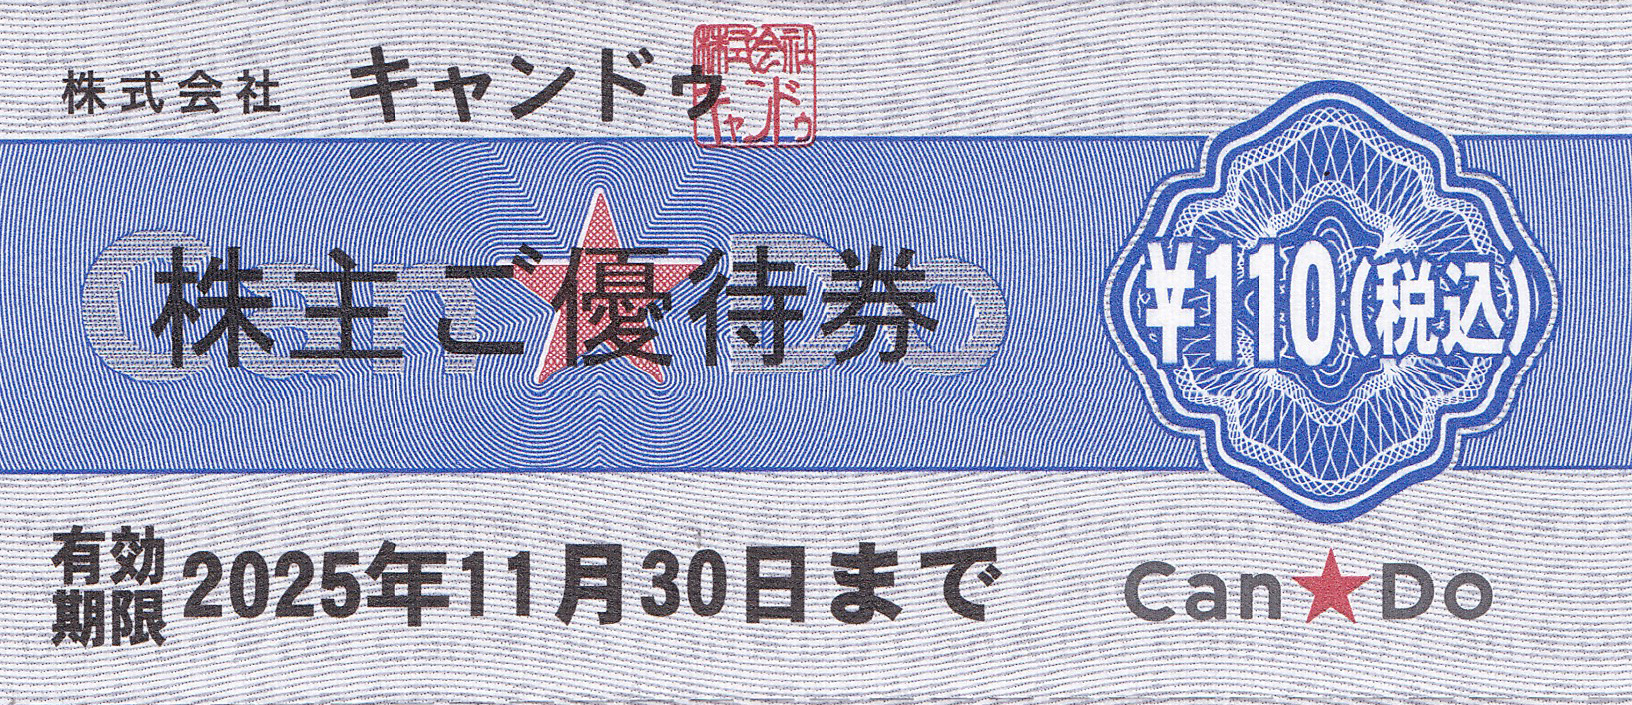 株式会社 キャンドゥ
株式会社
キャンドゥ
Can★Do
株主ご優待券
¥110(税込)
有効期限 2025年11月30日まで
Can★Do